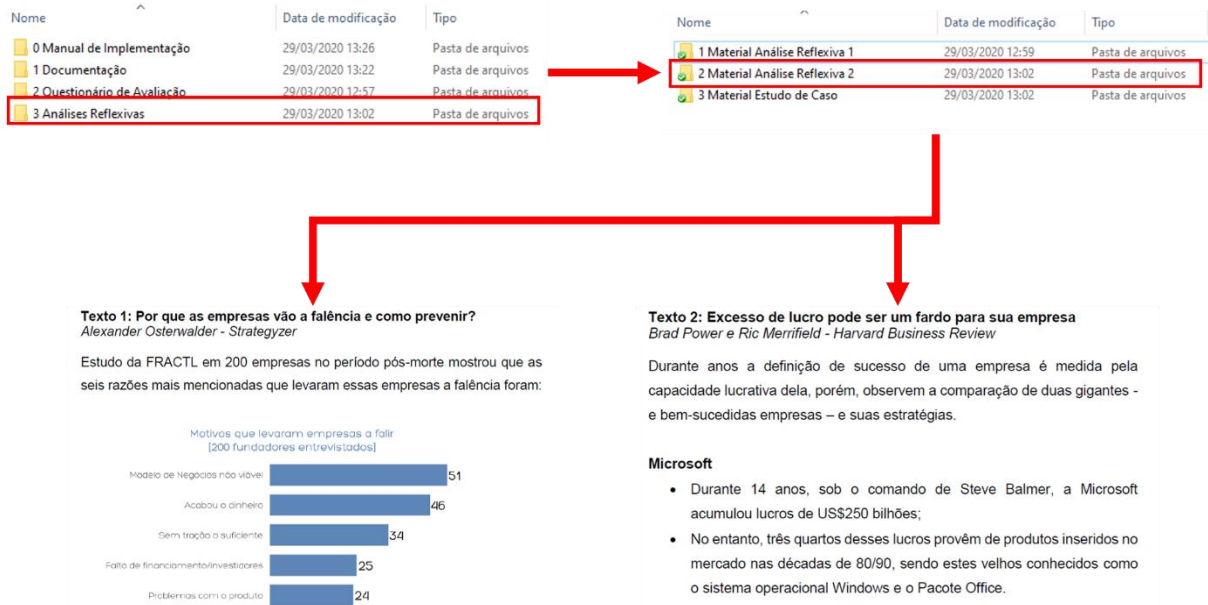 Nome Data de modificação Tipo
0 Manual de Implementação 29/03/2020 13:26 Pasta de arquivos
1 Documentação 29/03/2020 13:22 Pasta de arquivos
2 Questionário de Avaliação 29/03/2020 12:57 Pasta de arquivos
3 Análises Reflexivas 29/03/2020 13:02 Pasta de arquivos
Nome Data de modificação Tipo
1 Material Análise Reflexiva 1 29/03/2020 12:59 Pasta de arquivos
2 Material Análise Reflexiva 2 29/03/2020 13:02 Pasta de arquivos
3 Material Estudo de Caso 29/03/2020 13:02 Pasta de arquivos
Texto 1: Por que as empresas vão a falência e como prevenir?
Alexander Osterwalder - Strategyzer
Estudo da FRACTL em 200 empresas no período pós-morte mostrou que as
seis razões mais mencionadas que levaram essas empresas a falência foram:
Motivos que levaram empresas a falir
[200 fundadores entrevistados]
Modelo de Negócios não viável 51
Acabou o dinheiro 46
Sem tração o suficiente 34
Falta de financiamento/investidores 25
Problemas com o produto 24
Texto 2: Excesso de lucro pode ser um fardo para sua empresa
Brad Power e Ric Merrifield - Harvard Business Review
Durante anos a definição de sucesso de uma empresa é medida pela
capacidade lucrativa dela, porém, observem a comparação de duas gigantes -
e bem-sucedidas empresas – e suas estratégias.
Microsoft
• Durante 14 anos, sob o comando de Steve Balmer, a Microsoft
acumulou lucros de US$250 bilhões;
• No entanto, três quartos desses lucros provêm de produtos inseridos no
mercado nas décadas de 80/90, sendo estes velhos conhecidos como
o sistema operacional Windows e o Pacote Office.